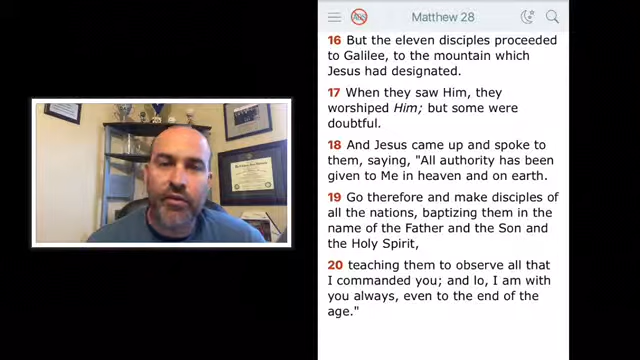 Matthew 28
16 But the eleven disciples proceeded
to Galilee, to the mountain which
Jesus had designated.
17 When they saw Him, they
worshiped Him; but some were
doubtful.
18 And Jesus came up and spoke to
them, saying, "All authority has been
given to Me in heaven and on earth.
19 Go therefore and make disciples of
all the nations, baptizing them in the
name of the Father and the Son and
the Holy Spirit,
20 teaching them to observe all that
I commanded you; and lo, I am with
you always, even to the end of the
age."